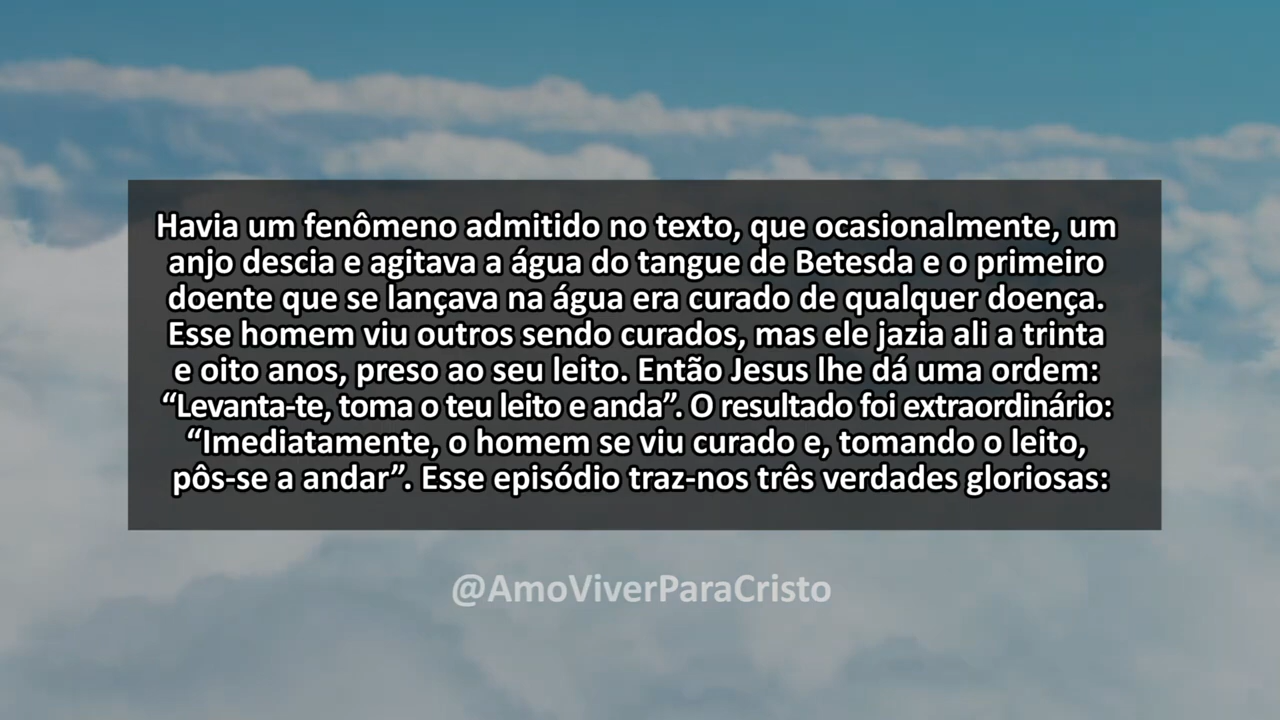 Havia um fenômeno admitido no texto, que ocasionalmente, um
anjo descia e agitava a água do tangue de Betesda e o primeiro
doente que se lançava na água era curado de qualquer doença.
Esse homem viu outros sendo curados, mas ele jazia ali a trinta
e oito anos, preso ao seu leito. Então Jesus lhe dá uma ordem:
“Levanta-te, toma o teu leito e anda”. O resultado foi extraordinário:
“Imediatamente, o homem se viu curado e, tomando o leito,
pôs-se a andar”. Esse episódio traz-nos três verdades gloriosas:
@AmoViverParaCristo